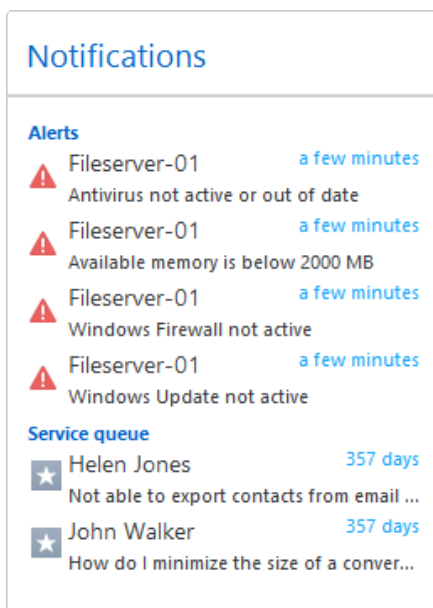 Notifications
Alerts
Fileserver-01 a few minutes
Antivirus not active or out of date
Fileserver-01 a few minutes
Available memory is below 2000 MB
Fileserver-01 a few minutes
Windows Firewall not active
Fileserver-01 a few minutes
Windows Update not active
Service queue
Helen Jones 357 days
Not able to export contacts from email ...
John Walker 357 days
How do I minimize the size of a conver...